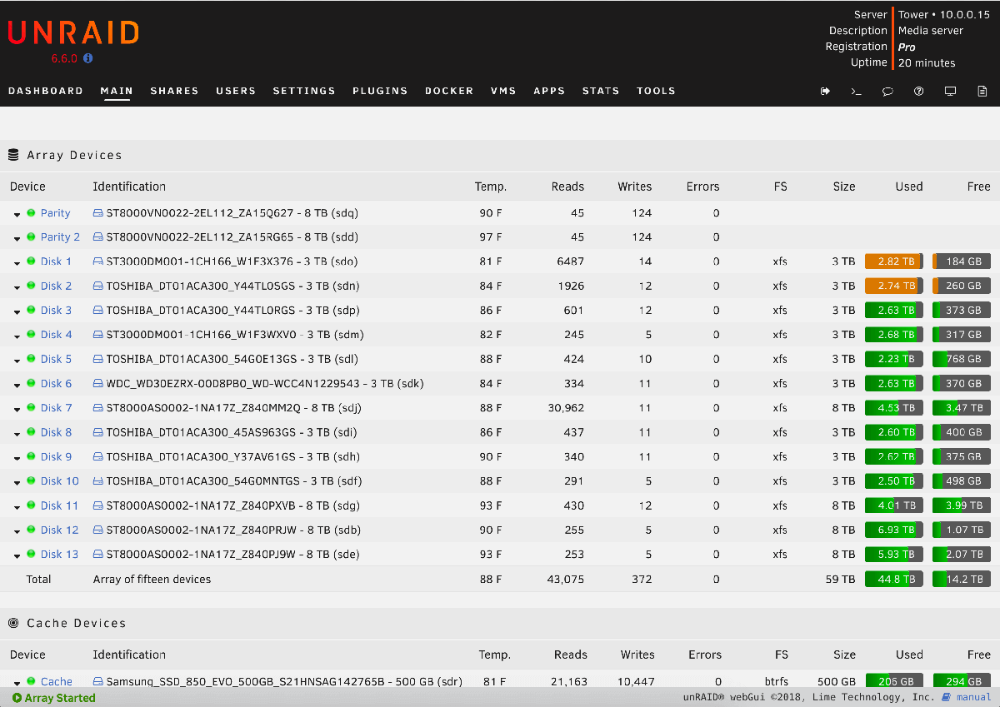 UNRAID
6.6.0
Server Tower • 10.0.0.15
Description Media server
Registration Pro
Uptime 20 minutes
DASHBOARD MAIN SHARES USERS SETTINGS PLUGINS DOCKER VMS APPS STATS TOOLS
Array Devices
Device Identification Temp. Reads Writes Errors FS Size Used Free
Parity ST8000VN0022-2EL112_ZA15Q627 - 8 TB (sdq) 90 F 45 124 0
Parity 2 ST8000VN0022-2EL112_ZA15RG65 - 8 TB (sdd) 97 F 45 124 0
Disk 1 ST3000DM001-1CH166_W1F3X376 - 3 TB (sdo) 81 F 6487 14 0 xfs 3 TB 2.82 TB 184 GB
Disk 2 TOSHIBA_DT01ACA300_Y44TL0SGS - 3 TB (sdn) 84 F 1926 12 0 xfs 3 TB 2.74 TB 260 GB
Disk 3 TOSHIBA_DT01ACA300_Y44TL0RGS - 3 TB (sdp) 86 F 601 12 0 xfs 3 TB 2.63 TB 373 GB
Disk 4 ST3000DM001-1CH166_W1F3WXV0 - 3 TB (sdm) 82 F 245 5 0 xfs 3 TB 2.68 TB 317 GB
Disk 5 TOSHIBA_DT01ACA300_54G0E13GS - 3 TB (sdl) 88 F 424 10 0 xfs 3 TB 2.23 TB 768 GB
Disk 6 WDC_WD30EZRX-00D8PB0_WD-WCC4N1229543 - 3 TB (sdk) 84 F 334 11 0 xfs 3 TB 2.63 TB 370 GB
Disk 7 ST8000AS0002-1NA17Z_Z840MM2Q - 8 TB (sdj) 88 F 30,962 11 0 xfs 8 TB 4.53 TB 3.47 TB
Disk 8 TOSHIBA_DT01ACA300_45AS963GS - 3 TB (sdi) 86 F 437 11 0 xfs 3 TB 2.60 TB 400 GB
Disk 9 TOSHIBA_DT01ACA300_Y37AV61GS - 3 TB (sdh) 90 F 340 11 0 xfs 3 TB 2.62 TB 375 GB
Disk 10 TOSHIBA_DT01ACA300_54G0MNTGS - 3 TB (sdf) 88 F 291 5 0 xfs 3 TB 2.50 TB 498 GB
Disk 11 ST8000AS0002-1NA17Z_Z840PXVB - 8 TB (sdg) 93 F 430 12 0 xfs 8 TB 4.01 TB 3.99 TB
Disk 12 ST8000AS0002-1NA17Z_Z840PRJW - 8 TB (sdb) 90 F 255 5 0 xfs 8 TB 6.93 TB 1.07 TB
Disk 13 ST8000AS0002-1NA17Z_Z840PJ9W - 8 TB (sde) 93 F 253 5 0 xfs 8 TB 5.93 TB 2.07 TB
Total Array of fifteen devices 88 F 43,075 372 0 59 TB 44.8 TB 14.2 TB
Cache Devices
Device Identification Temp. Reads Writes Errors FS Size Used Free
Cache Samsung_SSD_850_EVO_500GB_S21HNSAG142765B - 500 GB (sdr) 81 F 21,163 10,447 0 btrfs 500 GB 206 GB 294 GB
Array Started unRAID® webGui ©2018, Lime Technology, Inc. manual